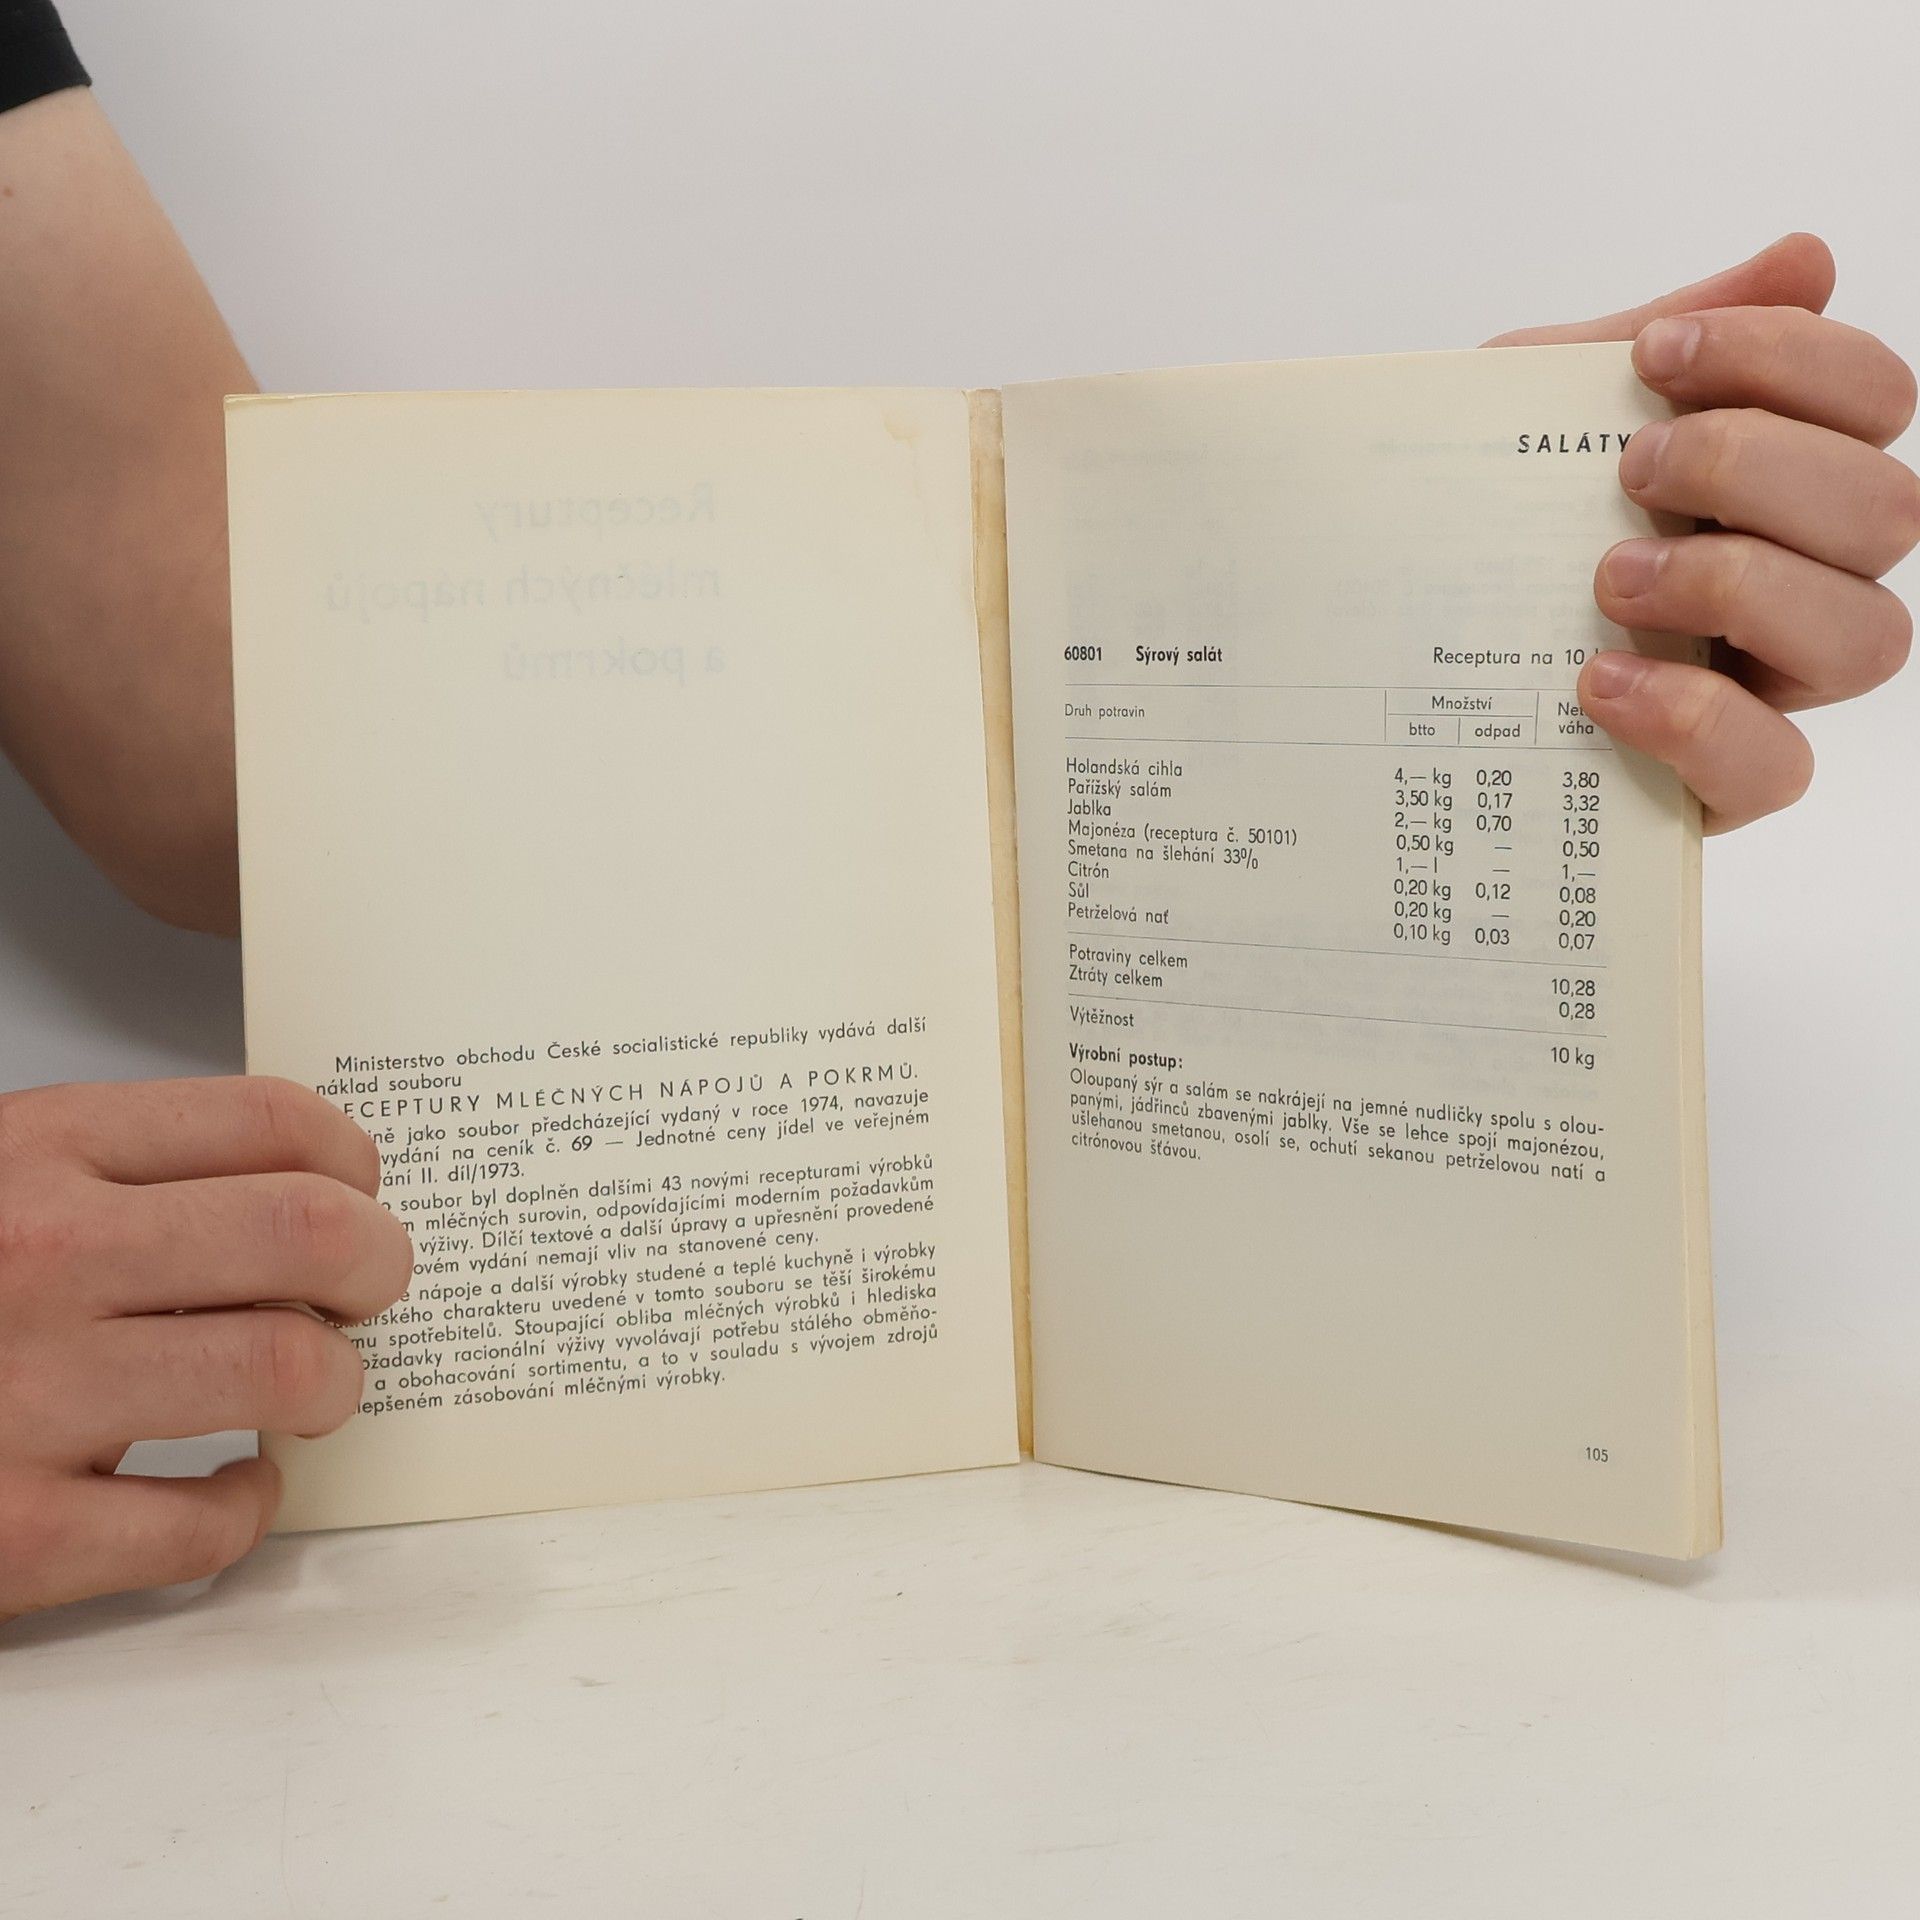 Ministerstvo obchodu České socialistické republiky vydává další
náklad souboru
ECEPTURY MLÉČNÝCH NÁPOJŮ A POKRMŮ.
jako soubor předcházející vydaný v roce 1974, navazuje
vydání na ceník č. 69 — Jednotné ceny jídel ve veřejném
II. díl/1973.
soubor byl doplněn dalšími 43 novými recepturami výrobků
mléčných surovin, odpovídajícími moderním požadavkům
výživy. Dílčí textové a další úpravy a upřesnění provedené
ovém vydání nemají vliv na stanovené ceny.
nápoje a další výrobky studené a teplé kuchyně i výrobky
charakteru uvedené v tomto souboru se těší širokému
spotřebitelů. Stoupající obliba mléčných výrobků i hlediska
ožadavky racionální výživy vyvolávají potřebu stálého obměňo-
a obohacování sortimentu, a to v souladu s vývojem zdrojů
lepšeném zásobování mléčnými výrobky.
SALÁTY
60801 Sýrový salát Receptura na 10
Druh potravin Množství btto odpad váha
Holandská cihla 4,— kg 0,20 3,80
Pařížský salám 3,50 kg 0,17 3,32
Jablka 2,— kg 0,70 1,30
Majonéza (receptura č. 50101) 0,50 kg — 0,50
Smetana na šlehání 33% 1,— l — 1,—
Citrón 0,20 kg 0,12 0,08
Sůl 0,20 kg — 0,20
Petrželová nať 0,10 kg 0,03 0,07
Potraviny celkem 10,28
Ztráty celkem 0,28
Výtěžnost 10 kg
Výrobní postup:
Oloupaný sýr a salám se nakrájejí na jemné nudličky spolu s olou-
panými, jádřinců zbavenými jablky. Vše se lehce spojí majonézou,
ušlehanou smetanou, osolí se, ochutí sekanou petrželovou natí a
citrónovou šťávou.
105